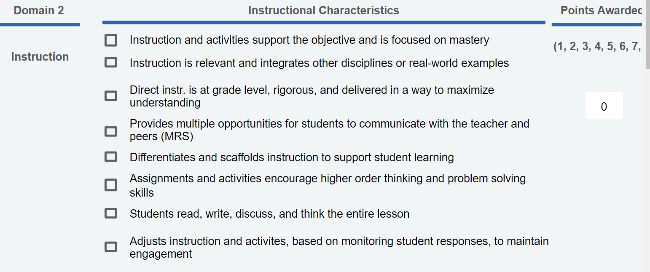 Domain 2
Instructional Characteristics
Points Awarded
Instruction
Instruction and activities support the objective and is focused on mastery
(1, 2, 3, 4, 5, 6, 7,
Instruction is relevant and integrates other disciplines or real-world examples
Direct instr. is at grade level, rigorous, and delivered in a way to maximize
understanding
0
Provides multiple opportunities for students to communicate with the teacher and
peers (MRS)
Differentiates and scaffolds instruction to support student learning
Assignments and activities encourage higher order thinking and problem solving
skills
Students read, write, discuss, and think the entire lesson
Adjusts instruction and activites, based on monitoring student responses, to maintain
engagement